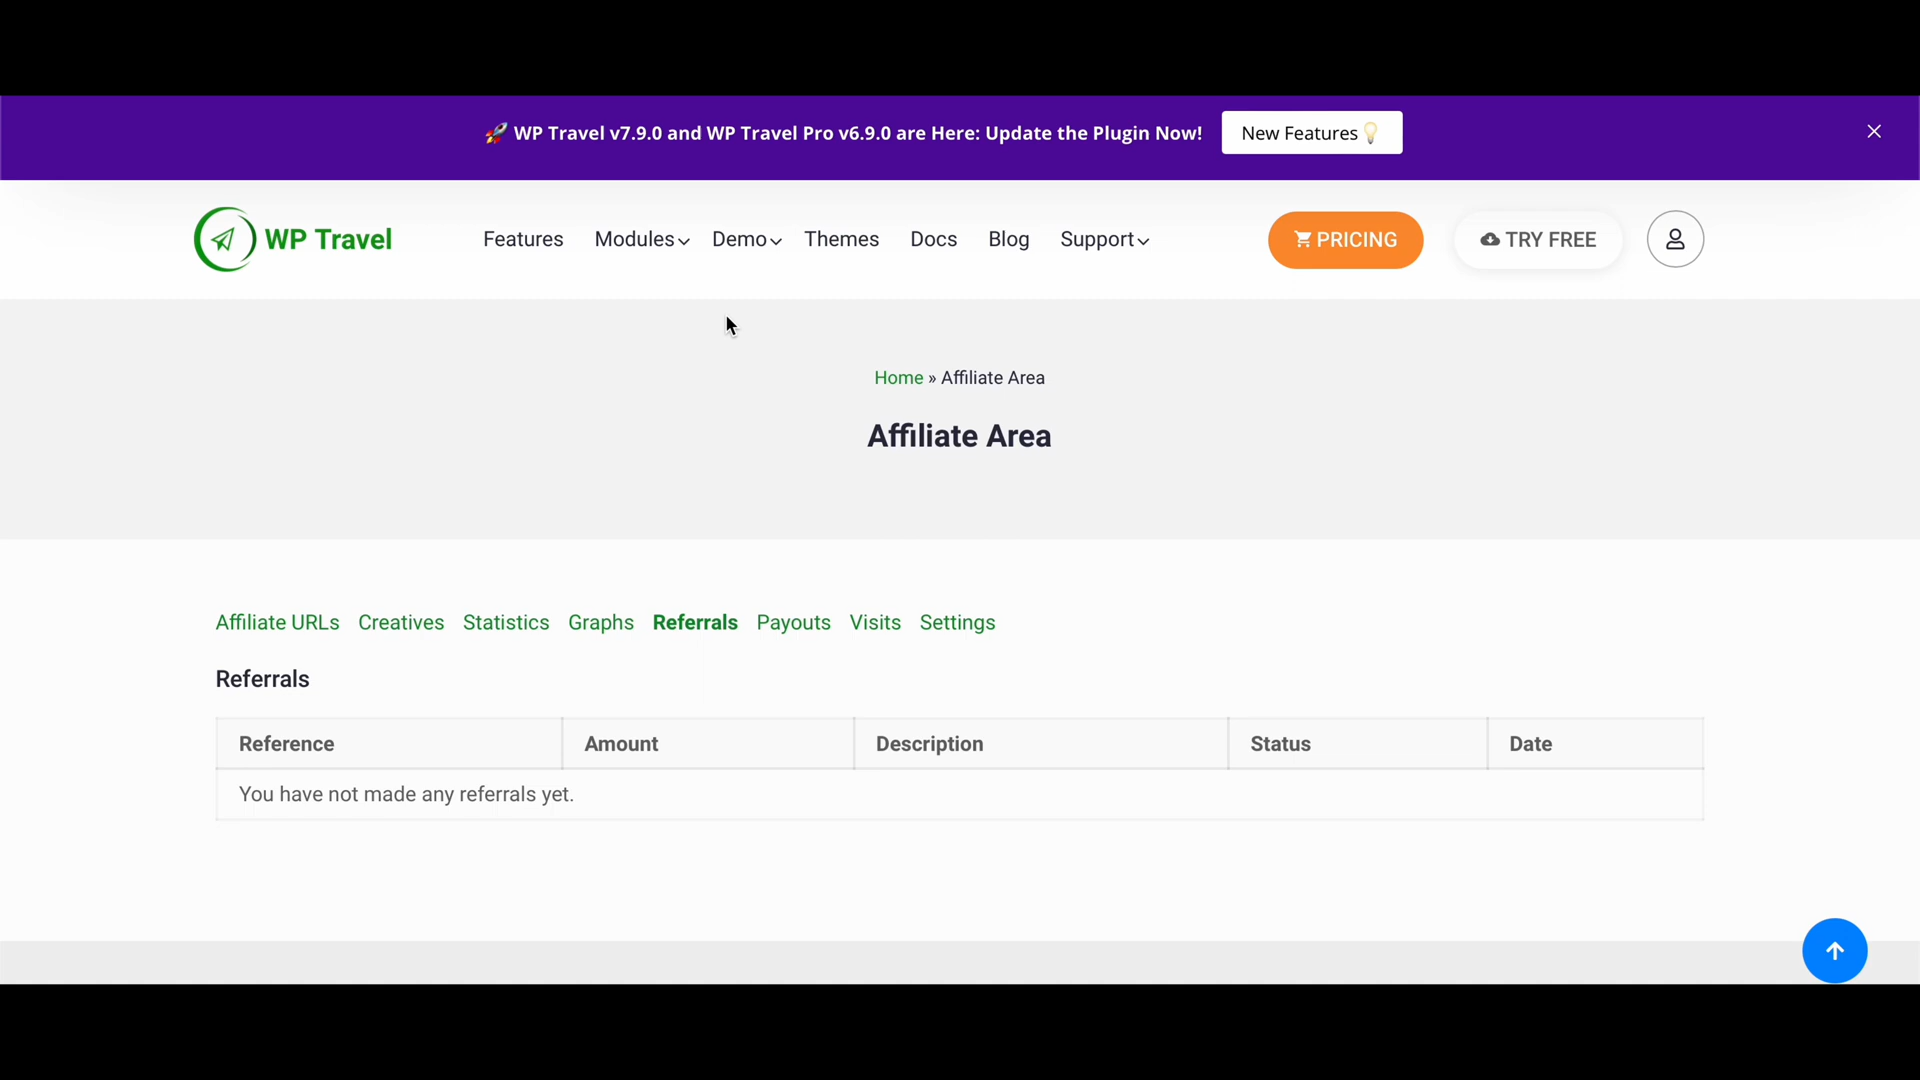 🚀 WP Travel v7.9.0 and WP Travel Pro v6.9.0 are Here: Update the Plugin Now! New Features💡
WP Travel Features Modules Demo Themes Docs Blog Support PRICING TRY FREE
Home » Affiliate Area
Affiliate Area
Affiliate URLs Creatives Statistics Graphs Referrals Payouts Visits Settings
Referrals
Reference Amount Description Status Date
You have not made any referrals yet.